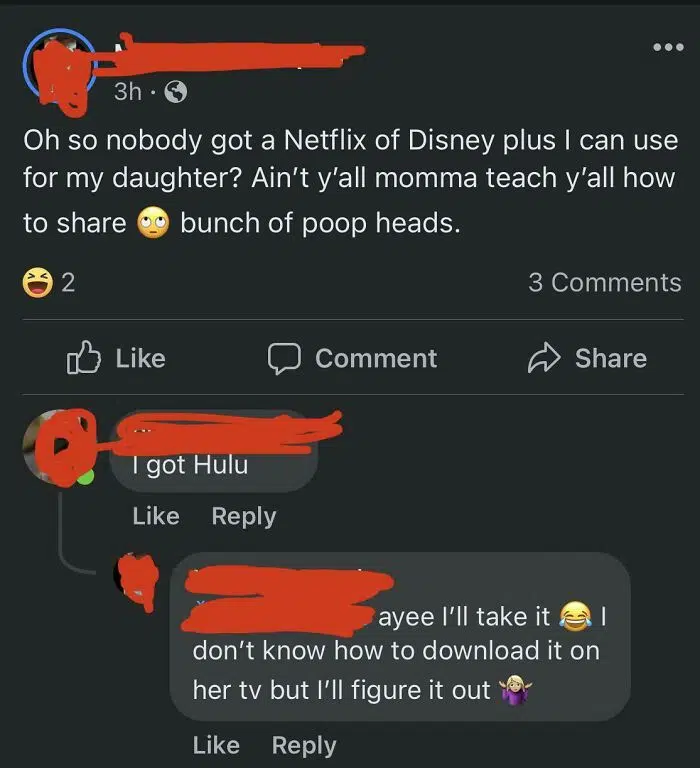 3h ·
Oh so nobody got a Netflix of Disney plus I can use
for my daughter? Ain't y'all momma teach y'all how
to share 🙄 bunch of poop heads.
😆 2 3 Comments
Like Comment Share
I got Hulu
Like Reply
ayee I'll take it 😂 I
don't know how to download it on
her tv but I'll figure it out 🤷🏼‍♀️
Like Reply